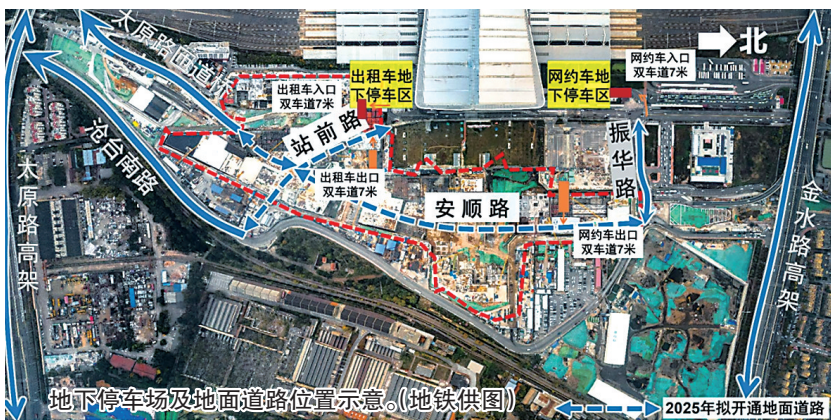 太原路
出租车地
下停车区
网约车地
下停车区
网约车入口
双车道7米
北
出租车入口
双车道7米
沧台南路
站前路
振华路
太原路高架
出租车出口
双车道7米
安顺路
网约车出口
双车道7米
金水路高架
地下停车场及地面道路位置示意。(地铁供图)
2025年拟开通地面道路